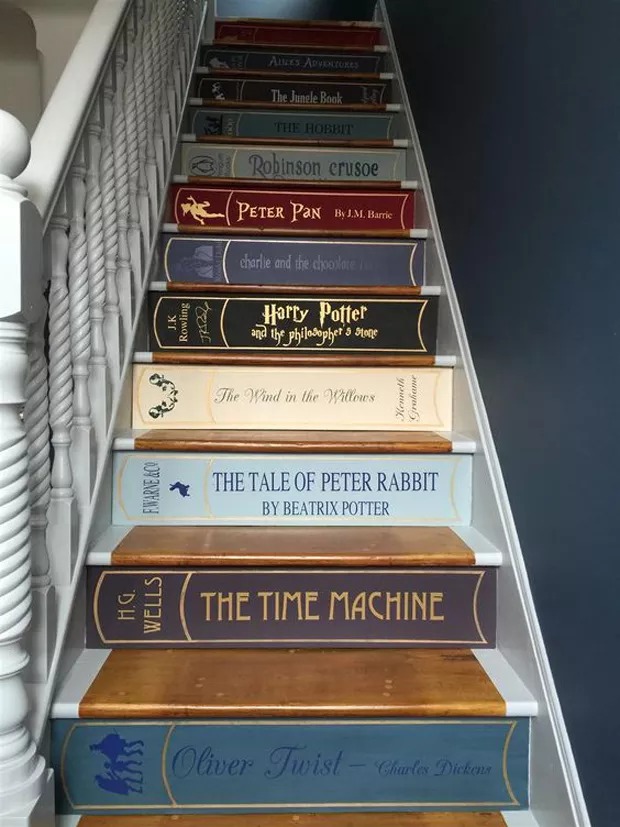 Alice's Adventures
The Jungle Book
THE HOBBIT
Robinson crusoe
PETER PAN By J.M. Barrie
charlie and the chocolate
J.K Rowling Harry Potter
and the philosopher's stone
The Wind in the Willows Kenneth Grahame
F.WARNE &CO THE TALE OF PETER RABBIT
BY BEATRIX POTTER
H.G. WELLS THE TIME MACHINE
Oliver Twist – Charles Dickens